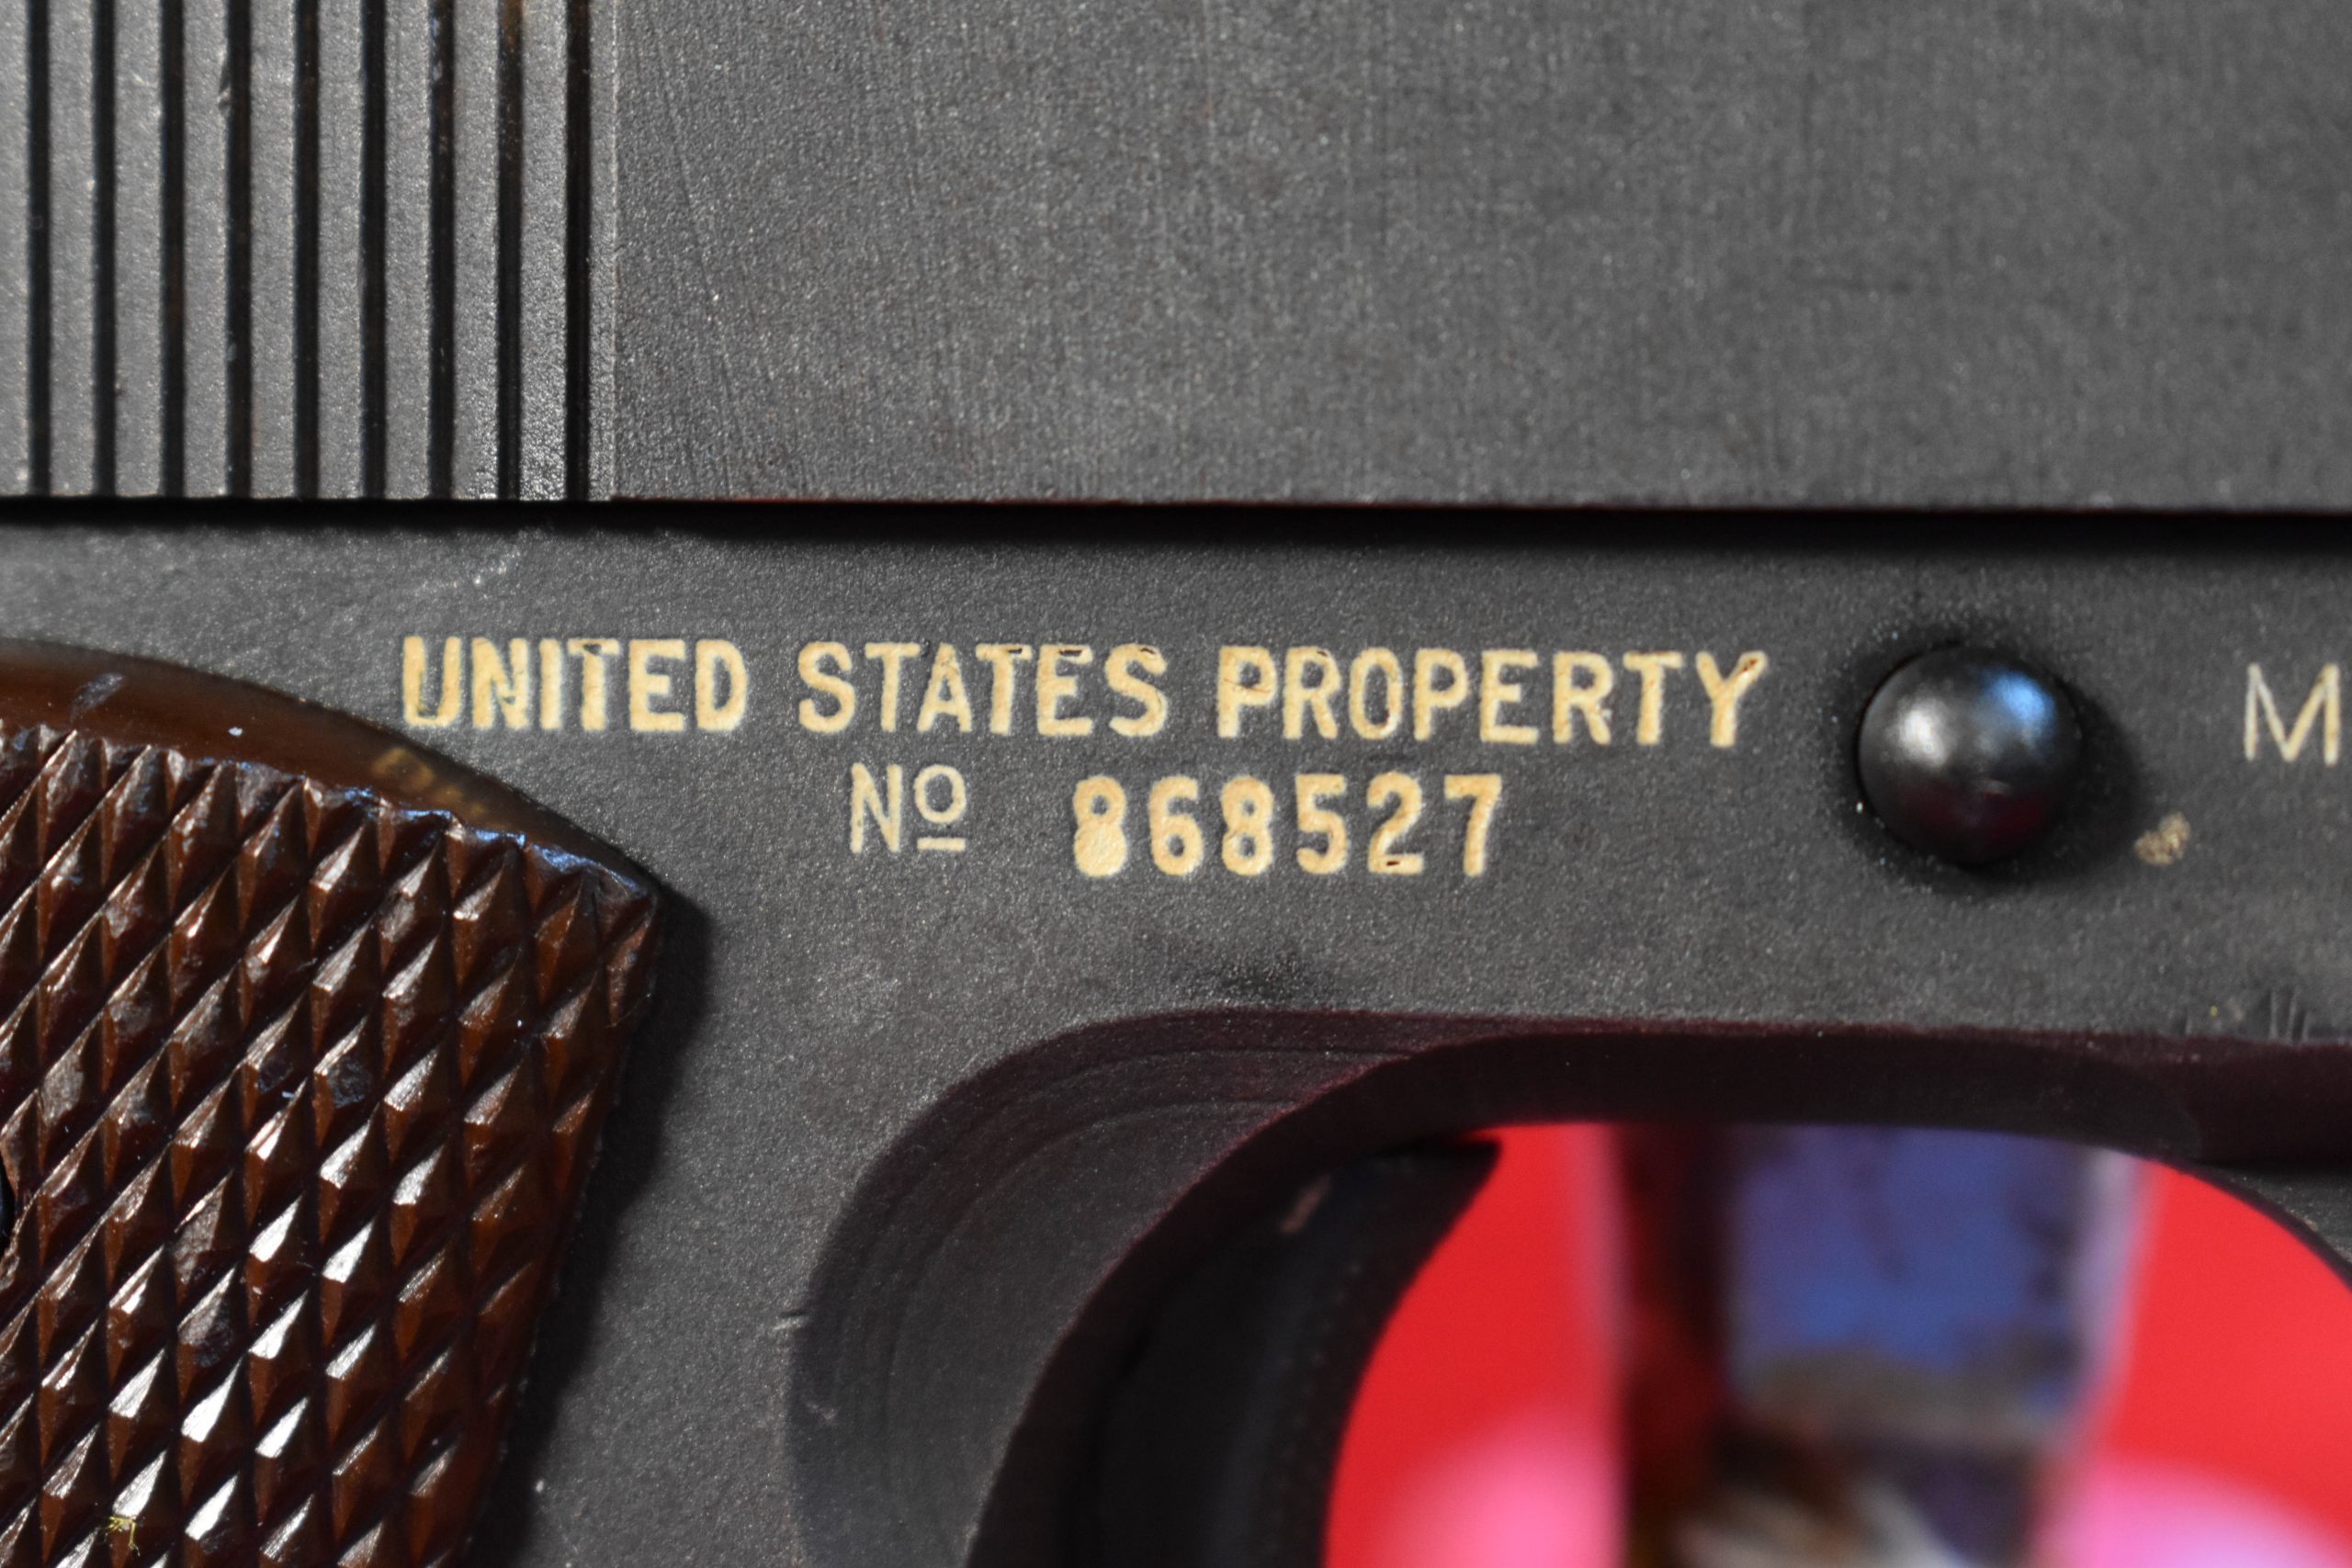 UNITED STATES PROPERTY M
Nº 868527